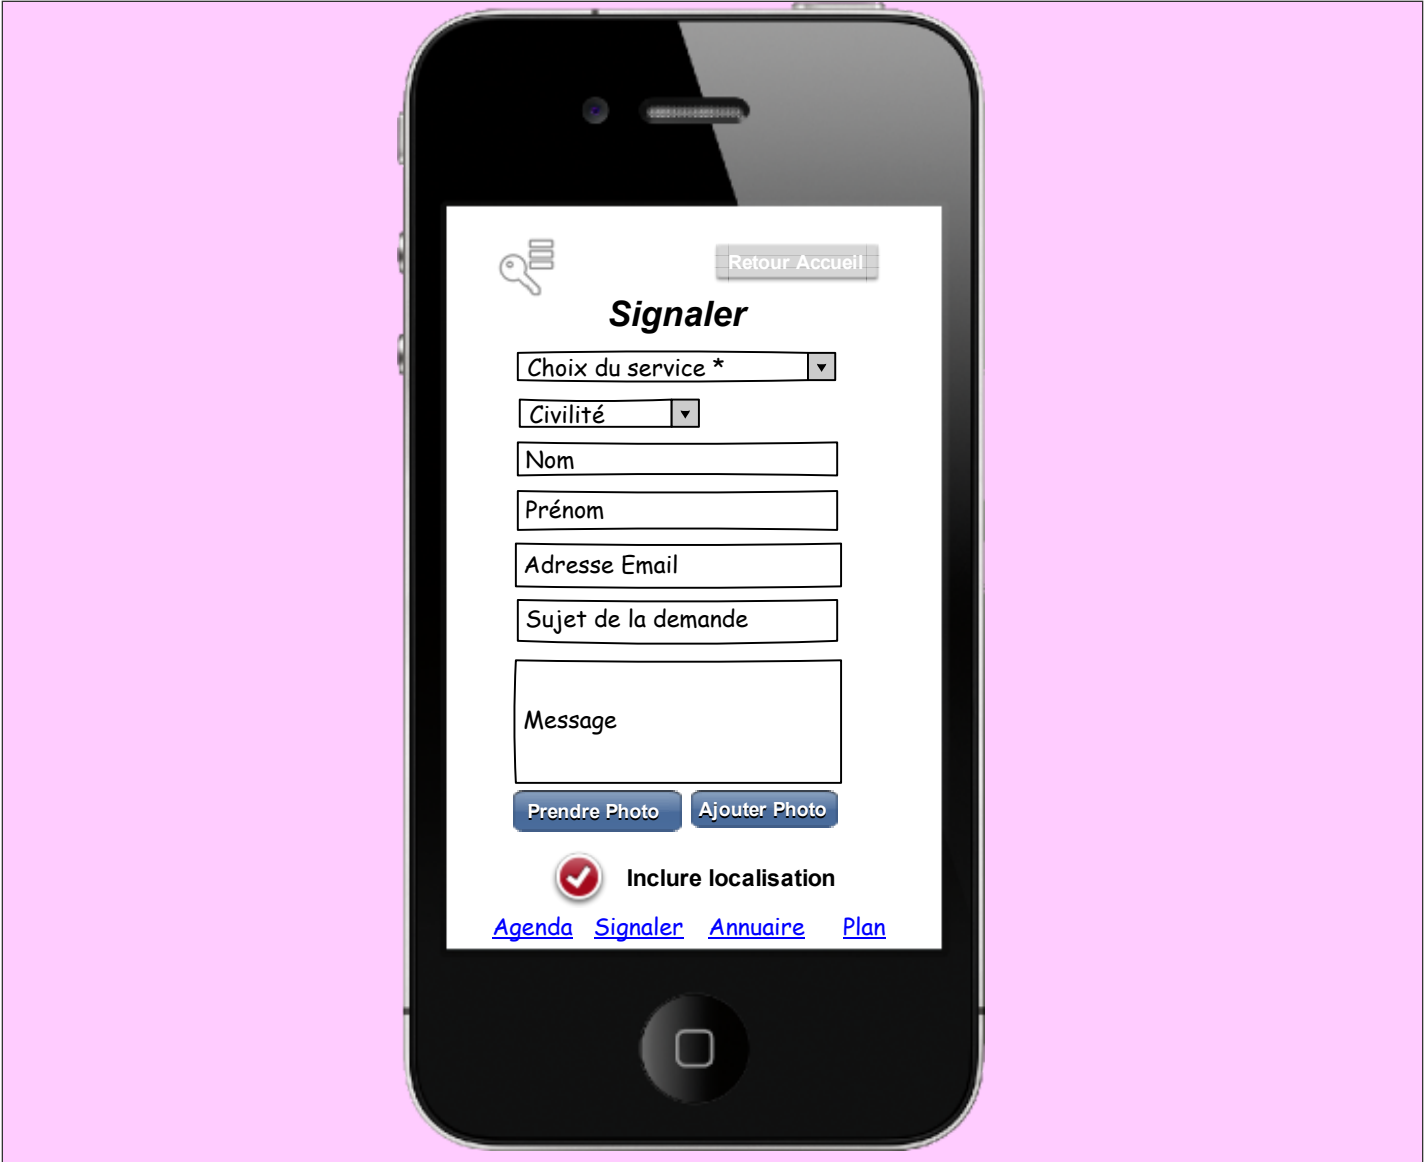 Retour Accueil
Signaler
Choix du service *
Civilité
Nom
Prénom
Adresse Email
Sujet de la demande
Message
Prendre Photo Ajouter Photo
Inclure localisation
Agenda Signaler Annuaire Plan